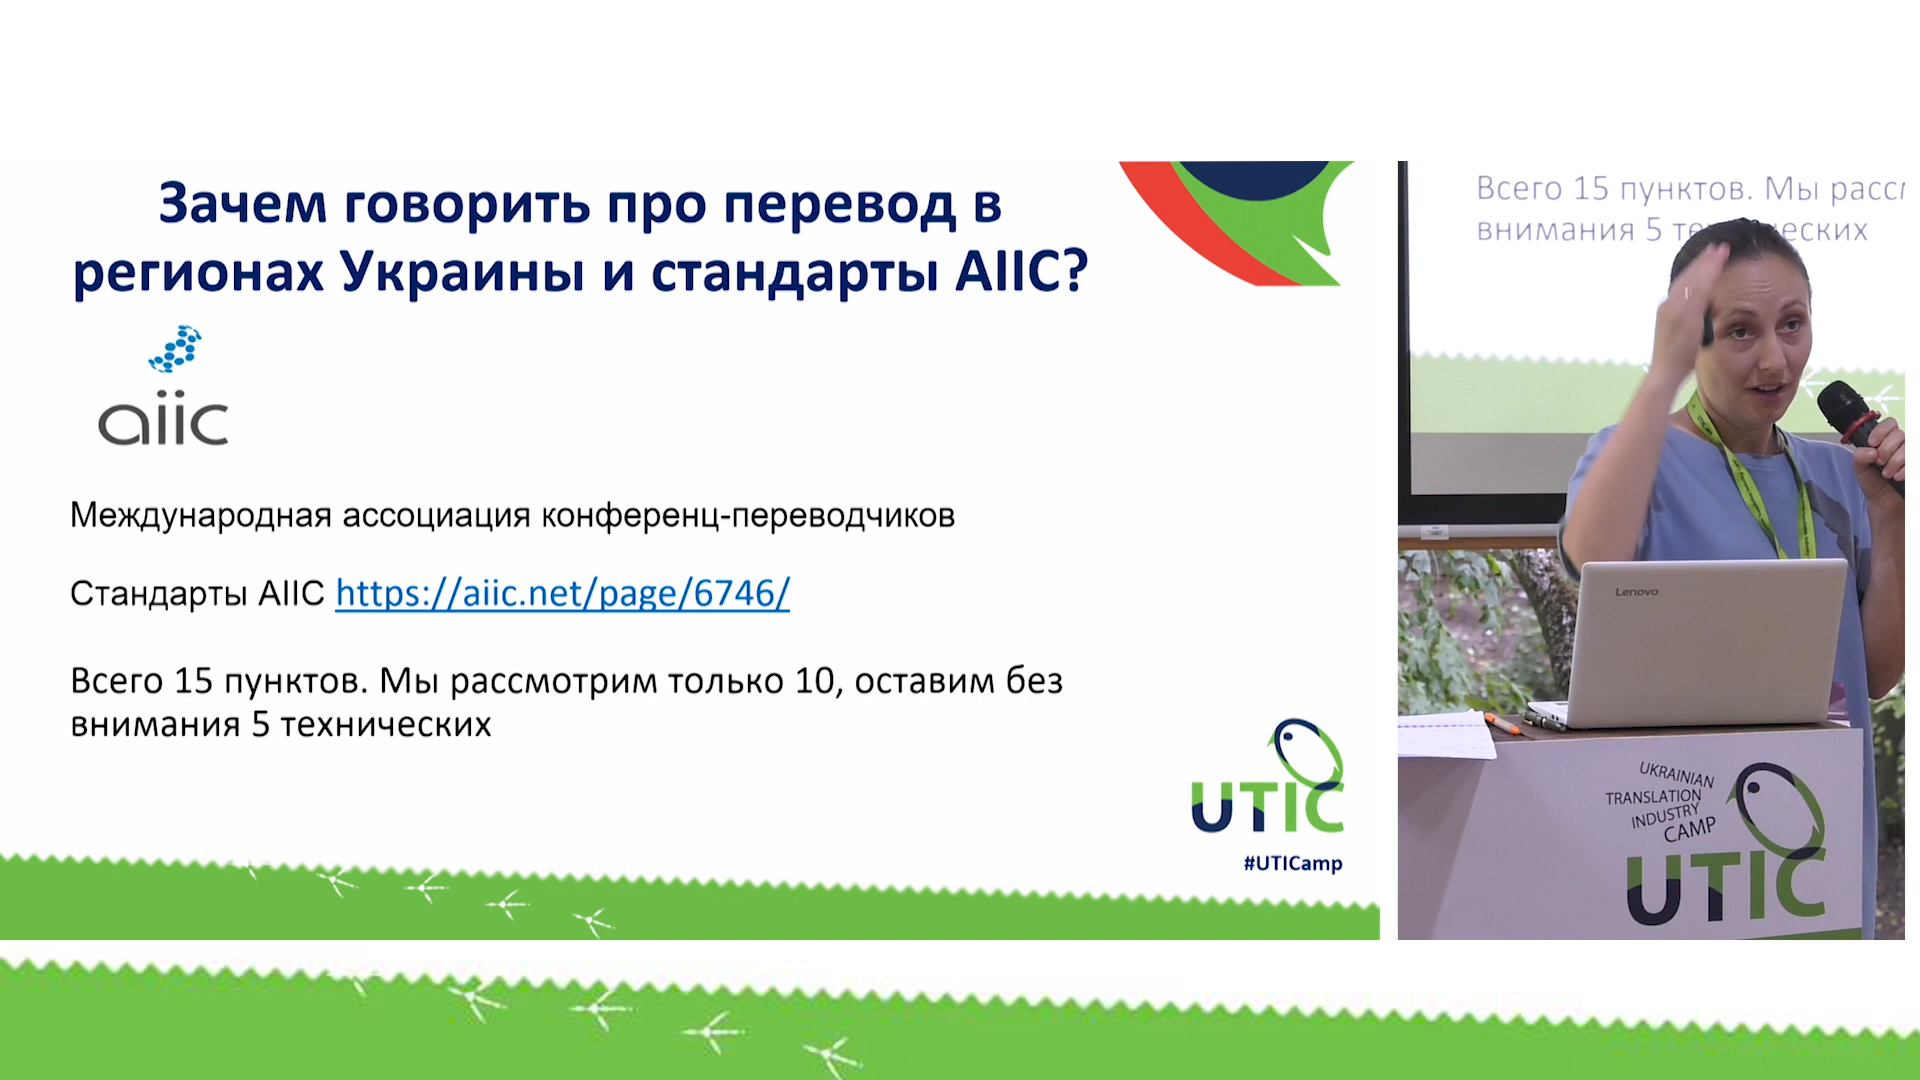 Зачем говорить про перевод в
регионах Украины и стандарты AIIC?
aiic
Международная ассоциация конференц-переводчиков
Стандарты AIIC https://aiic.net/page/6746/
Всего 15 пунктов. Мы рассмотрим только 10, оставим без
внимания 5 технических
UTIC
#UTICamp
Всего 15 пунктов. Мы
внимания 5
Lenovo
UKRAINIAN
TRANSLATION
INDUSTRY
CAMP
UTIC